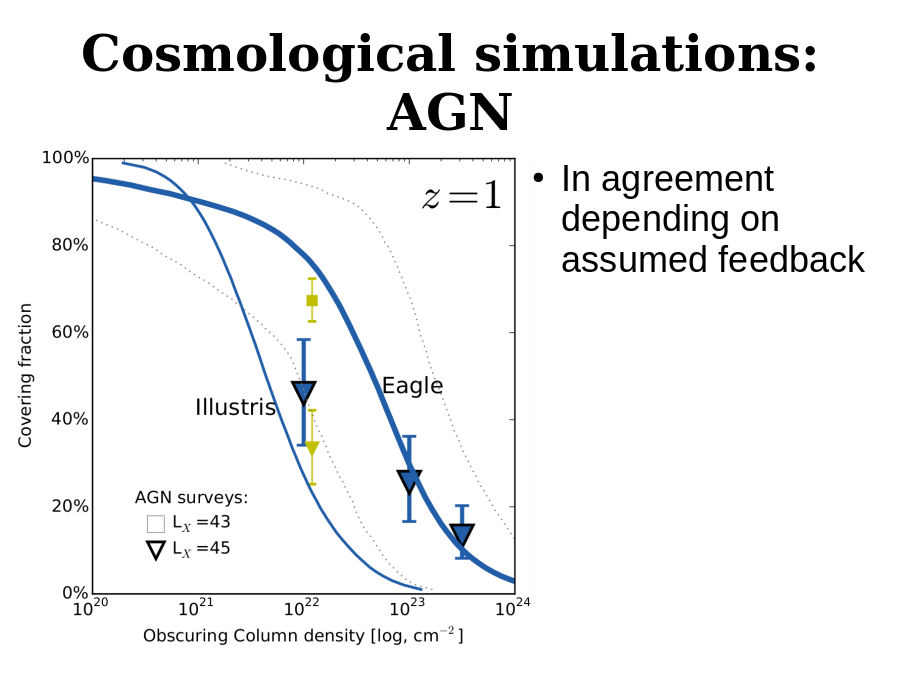 Cosmological simulations:
AGN
100%
80%
60%
40%
20%
0%
Covering fraction
z=1
Eagle
Illustris
AGN surveys:
L_X =43
L_X =45
10^20 10^21 10^22 10^23 10^24
Obscuring Column density [log, cm^−2]
• In agreement
depending on
assumed feedback